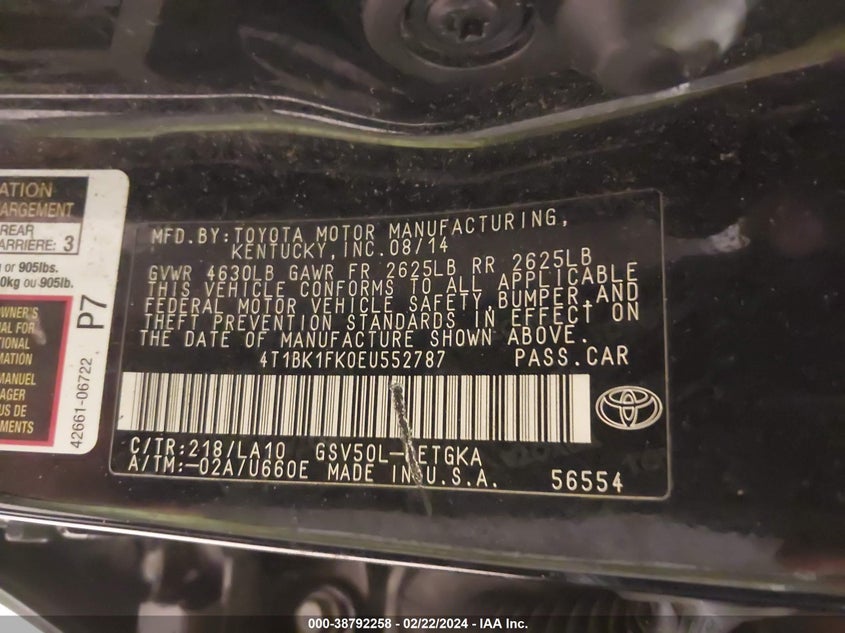 ATION
ARGEMENT
REAR
ARRIÈRE: 3
or 905lbs.
0kg ou 905lb.
OWNER'S
AL FOR
TIONAL
MATION
MANUEL
AGER
US DE
MENTS
42661-06722 P7
MFD.BY:TOYOTA MOTOR MANUFACTURING,
KENTUCKY, INC. 08/14
GVWR 4630LB GAWR FR 2625LB RR 2625LB
THIS VEHICLE CONFORMS TO ALL APPLICABLE
FEDERAL MOTOR VEHICLE SAFETY,BUMPER,AND
THEFT PREVENTION STANDARDS IN EFFECT ON
THE DATE OF MANUFACTURE SHOWN ABOVE.
4T1BK1FK0EU552787 PASS.CAR
C/TR:218/LA10 GSV50L- ETGKA
A/TM:-02A/U660E MADE IN U.S.A.
56554
000-38792258 - 02/22/2024 - IAA Inc.